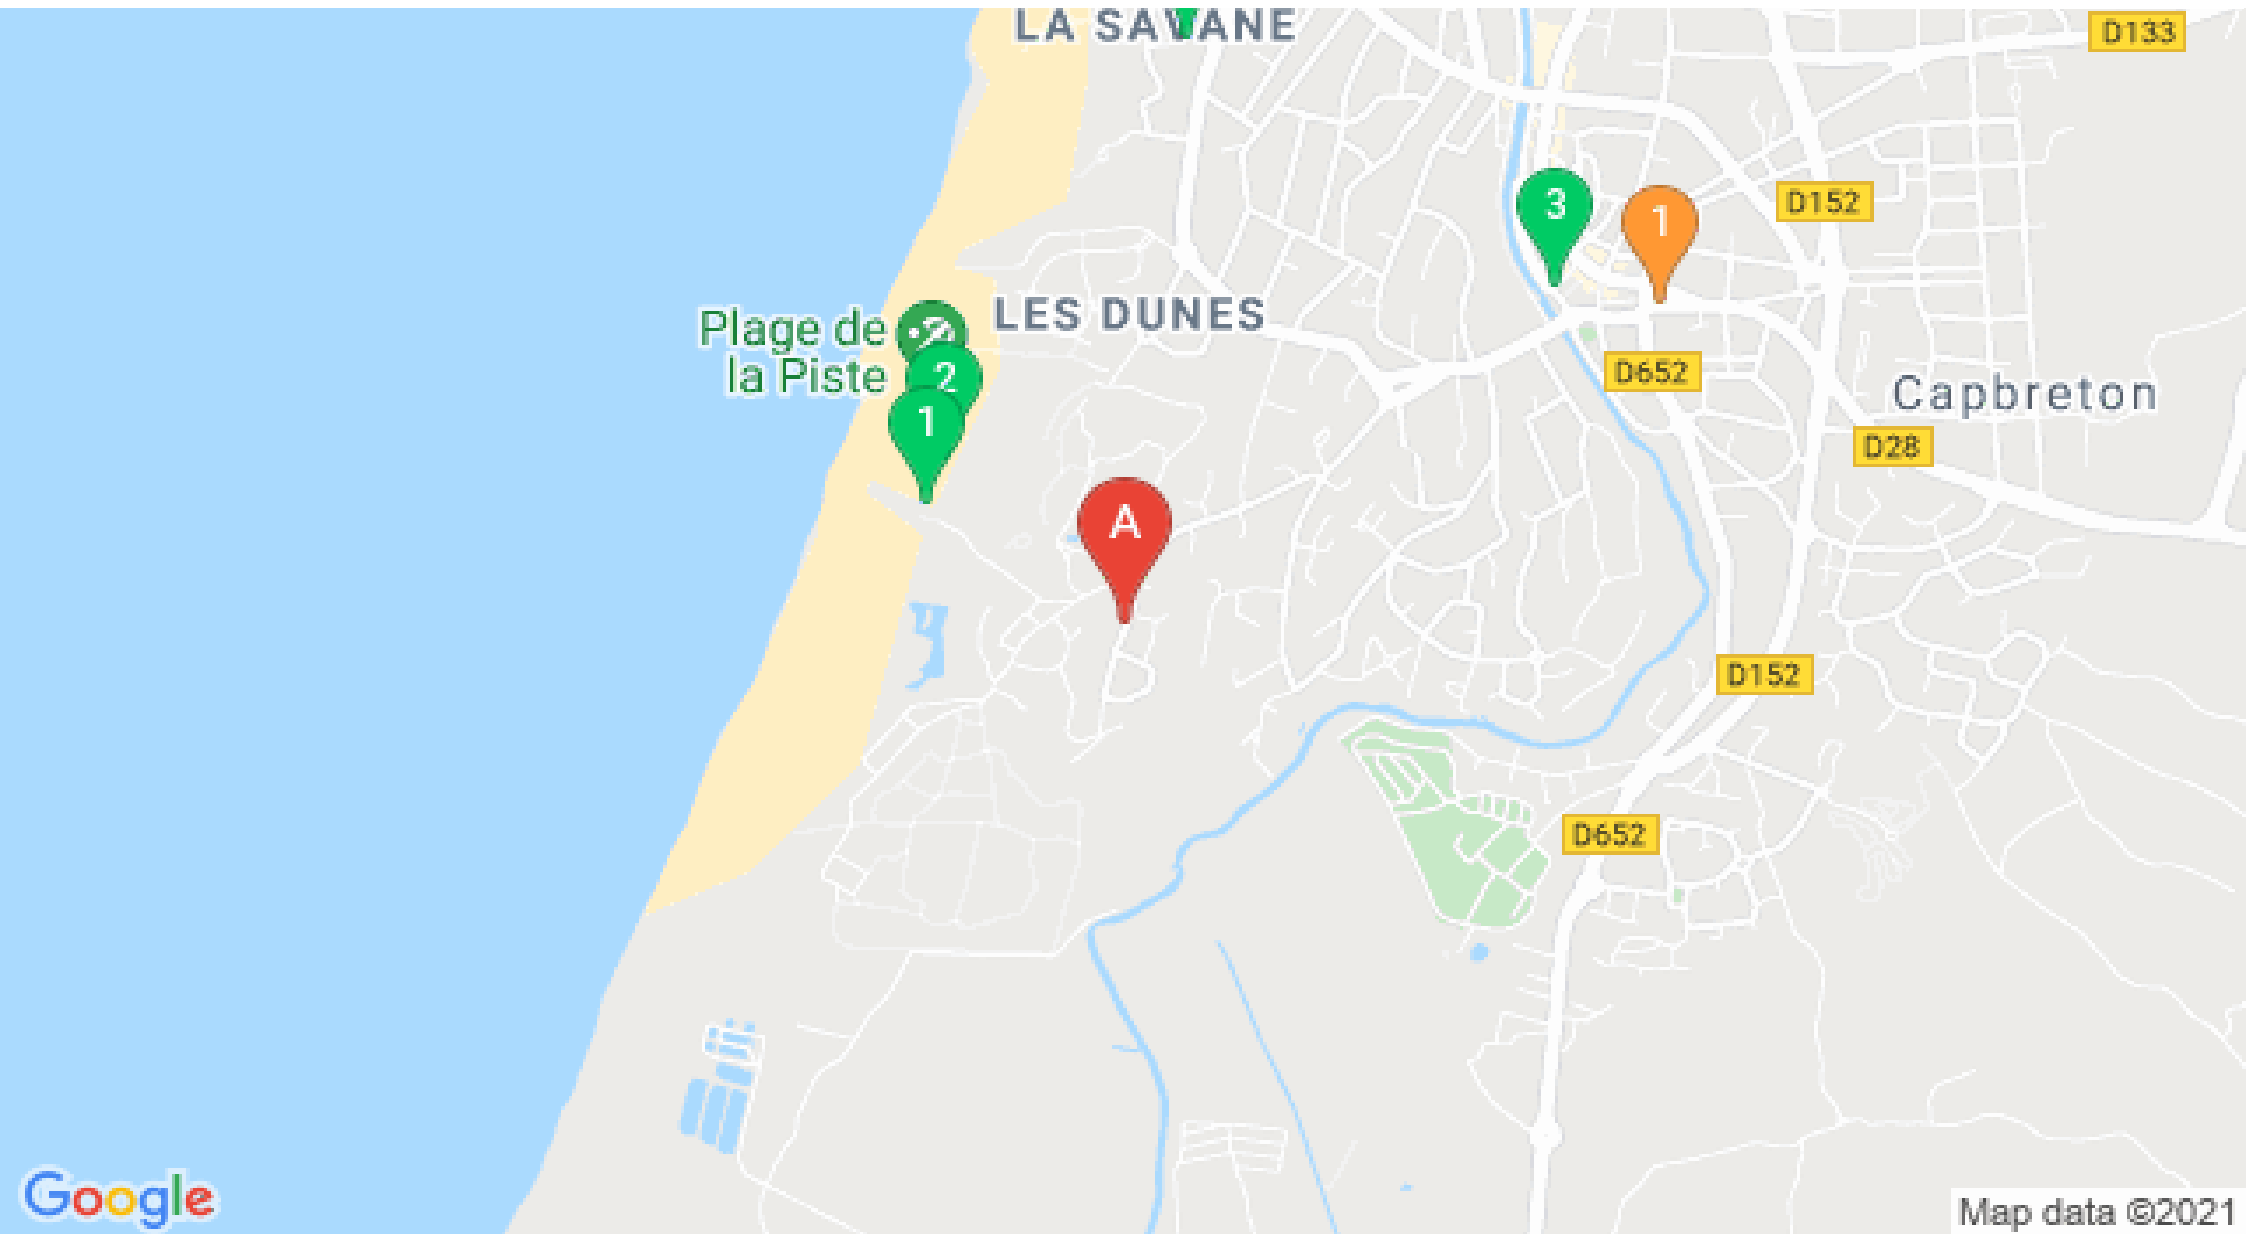 LA SAVANE
D133
3
1
D152
LES DUNES
Plage de
la Piste
2
1
D652
Capbreton
D28
A
D152
D652
Google
Map data ©2021